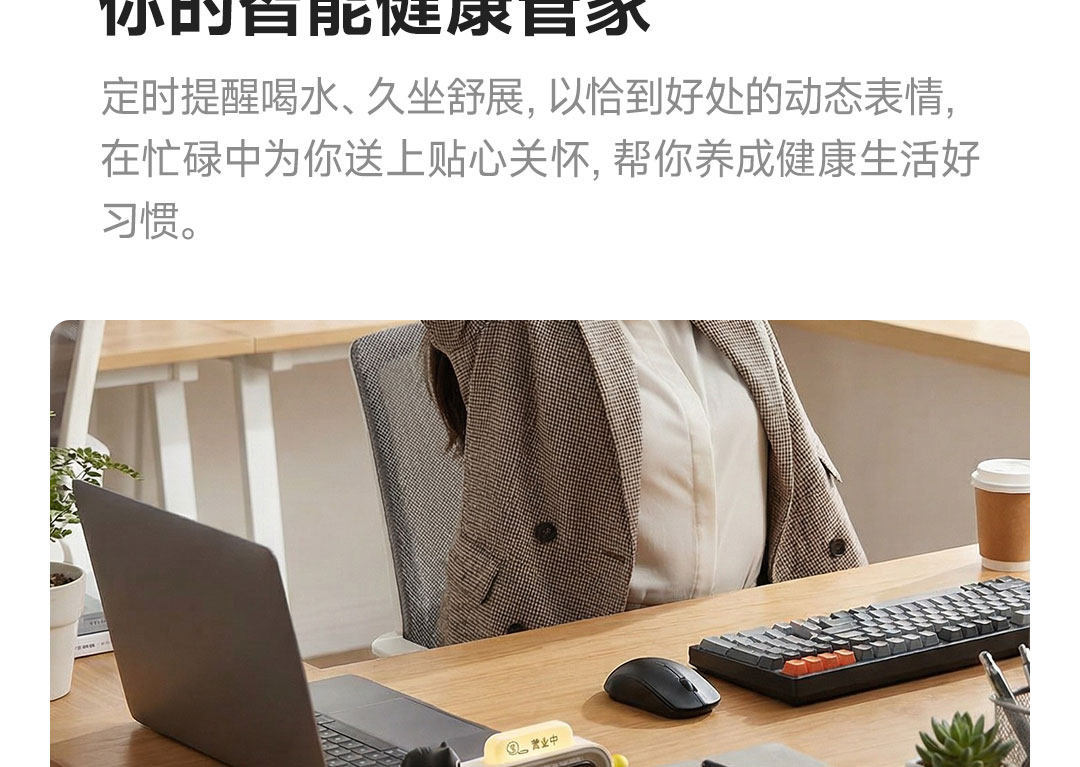 你的智能健康管家
定时提醒喝水、久坐舒展, 以恰到好处的动态表情,
在忙碌中为你送上贴心关怀, 帮你养成健康生活好
习惯。
营业中